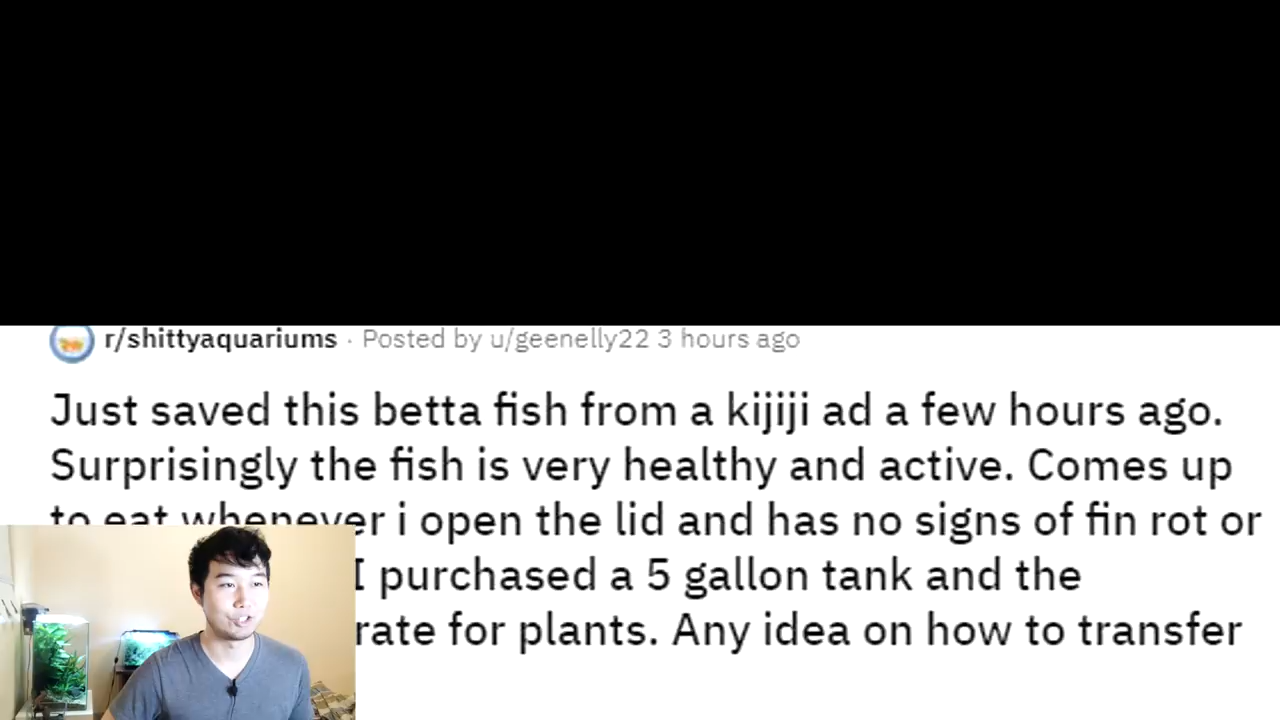 r/shittyaquariums · Posted by u/geenelly22 3 hours ago
Just saved this betta fish from a kijiji ad a few hours ago.
Surprisingly the fish is very healthy and active. Comes up
to eat whenever i open the lid and has no signs of fin rot or
I purchased a 5 gallon tank and the
rate for plants. Any idea on how to transfer